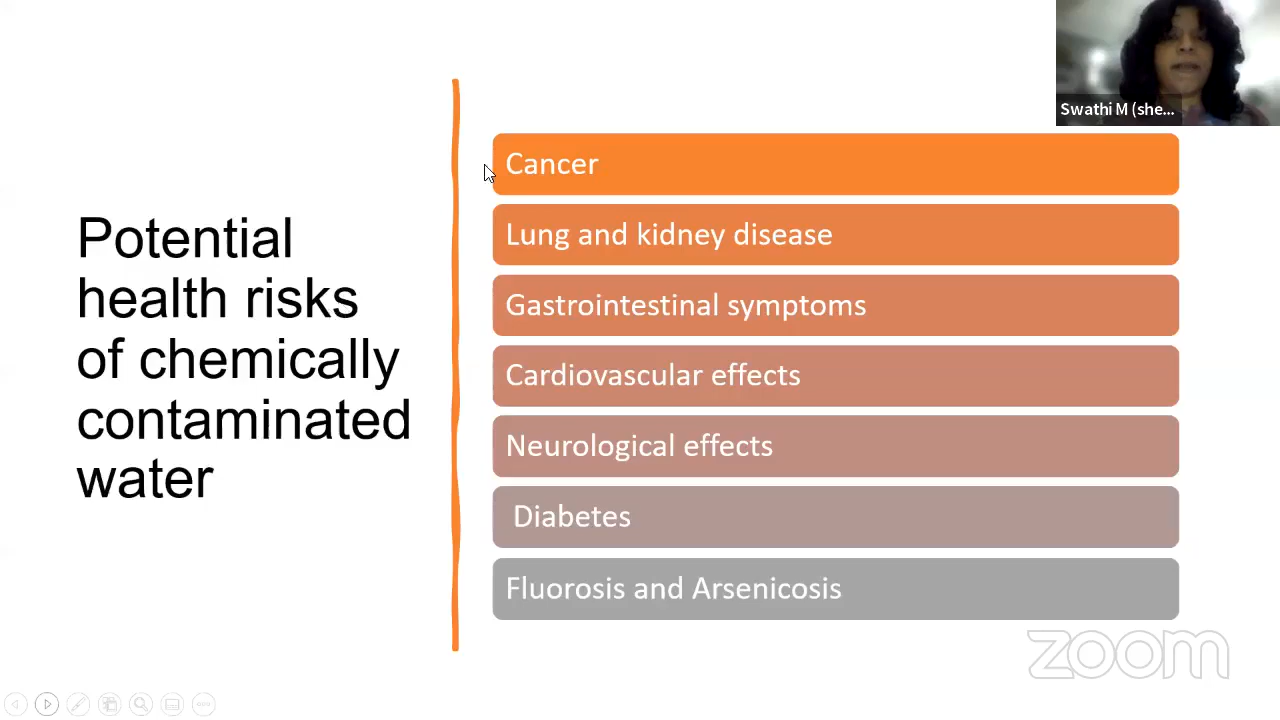 Swathi M (she...
Potential
health risks
of chemically
contaminated
water
Cancer
Lung and kidney disease
Gastrointestinal symptoms
Cardiovascular effects
Neurological effects
Diabetes
Fluorosis and Arsenicosis
zoom